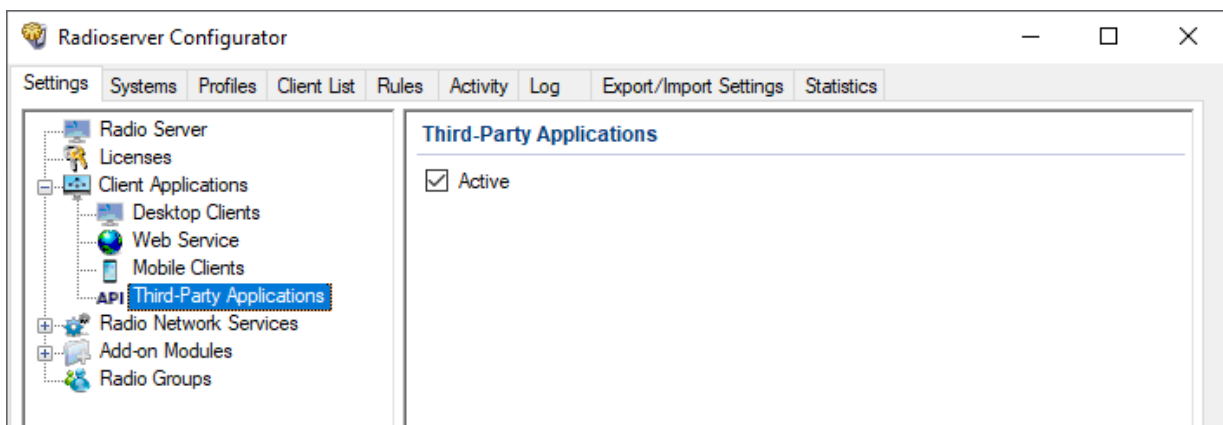 Radioserver Configurator
Settings Systems Profiles Client List Rules Activity Log Export/Import Settings Statistics
Radio Server
Licenses
Client Applications
Desktop Clients
Web Service
Mobile Clients
API Third-Party Applications
Radio Network Services
Add-on Modules
Radio Groups
Third-Party Applications
Active